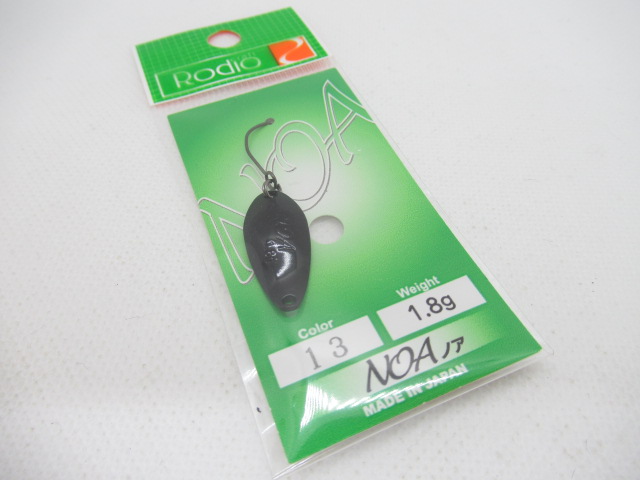 Rodio
NOA
Color
13
Weight
1.8g
NOA ノア
MADE IN JAPAN